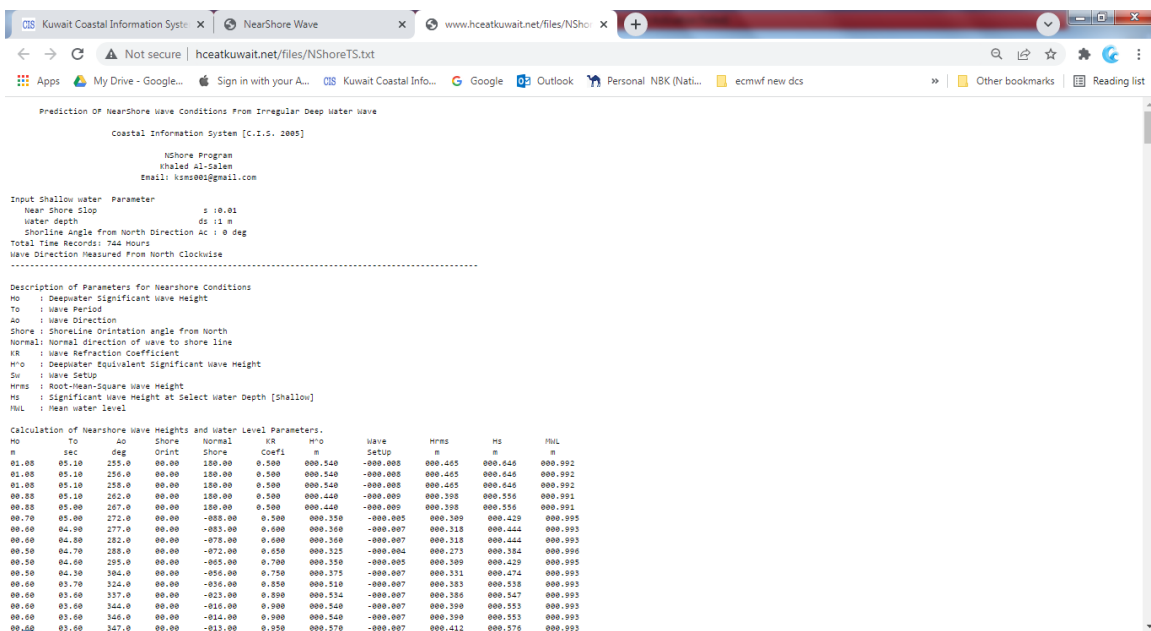 CIS Kuwait Coastal Information Syste
NearShore Wave
www.hceatkuwait.net/files/NSho
Not secure | hceatkuwait.net/files/NShoreTS.txt
Apps My Drive - Google... Sign in with your A... CIS Kuwait Coastal Info... Google Outlook Personal NBK (Nati... ecmwf new dcs » Other bookmarks Reading list
Prediction OF NearShore Wave Conditions From Irregular Deep Water Wave
Coastal Information System [C.I.S. 2005]
NShore Program
Khaled Al-Salem
Email: ksms001@gmail.com
Input Shallow water Parameter
Near Shore Slop s :0.01
Water depth ds :1 m
Shorline Angle from North Direction Ac : 0 deg
Total Time Records: 744 Hours
Wave Direction Measured From North Clockwise
--------------------------------------------------------------------------------------------------
Description of Parameters for Nearshore Conditions
Ho : Deepwater Significant Wave Height
To : Wave Period
Ao : Wave Direction
Shore : ShoreLine Orintation angle from North
Normal: Normal direction of wave to shore line
KR : Wave Refraction Coefficient
H^o : DeepWater Equivalent Significant Wave Height
Sw : Wave SetUp
Hrms : Root-Mean-Square Wave Height
Hs : Significant Wave Height at Select Water Depth [Shallow]
MWL : Mean water level
Calculation of Nearshore Wave Heights and Water Level Parameters.
Ho To Ao Shore Normal KR H^o Wave Hrms Hs MWL
m sec deg Orint Shore Coefi m SetUp m m m
01.08 05.10 255.0 00.00 180.00 0.500 000.540 -000.008 000.465 000.646 000.992
01.08 05.10 256.0 00.00 180.00 0.500 000.540 -000.008 000.465 000.646 000.992
01.08 05.10 258.0 00.00 180.00 0.500 000.540 -000.008 000.465 000.646 000.992
00.88 05.10 262.0 00.00 180.00 0.500 000.440 -000.009 000.398 000.556 000.991
00.88 05.00 267.0 00.00 180.00 0.500 000.440 -000.009 000.398 000.556 000.991
00.70 05.00 272.0 00.00 -088.00 0.500 000.350 -000.005 000.309 000.429 000.995
00.60 04.90 277.0 00.00 -083.00 0.600 000.360 -000.007 000.318 000.444 000.993
00.60 04.80 282.0 00.00 -078.00 0.600 000.360 -000.007 000.318 000.444 000.993
00.50 04.70 288.0 00.00 -072.00 0.650 000.325 -000.004 000.273 000.384 000.996
00.50 04.60 295.0 00.00 -065.00 0.700 000.350 -000.005 000.309 000.429 000.995
00.50 04.30 304.0 00.00 -056.00 0.750 000.375 -000.007 000.331 000.474 000.993
00.60 03.70 324.0 00.00 -036.00 0.850 000.510 -000.007 000.383 000.538 000.993
00.60 03.60 337.0 00.00 -023.00 0.890 000.534 -000.007 000.386 000.547 000.993
00.60 03.60 344.0 00.00 -016.00 0.900 000.540 -000.007 000.390 000.553 000.993
00.60 03.60 346.0 00.00 -014.00 0.900 000.540 -000.007 000.390 000.553 000.993
00.60 03.60 347.0 00.00 -013.00 0.950 000.570 -000.007 000.412 000.576 000.993